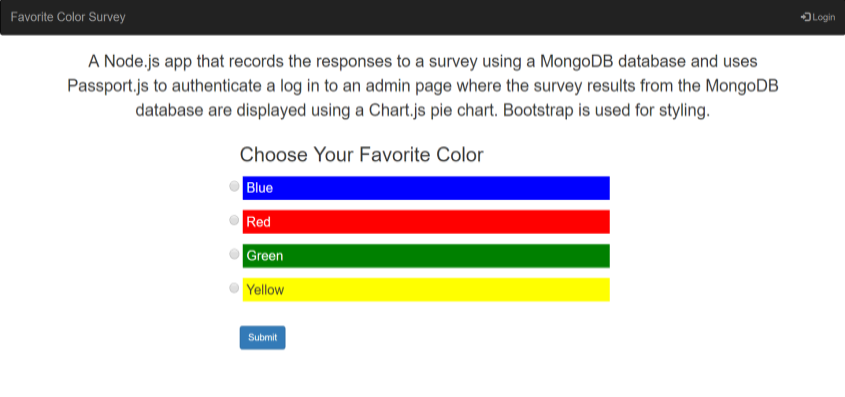 Favorite Color Survey
Login
A Node.js app that records the responses to a survey using a MongoDB database and uses
Passport.js to authenticate a log in to an admin page where the survey results from the MongoDB
database are displayed using a Chart.js pie chart. Bootstrap is used for styling.
Choose Your Favorite Color
Blue
Red
Green
Yellow
Submit